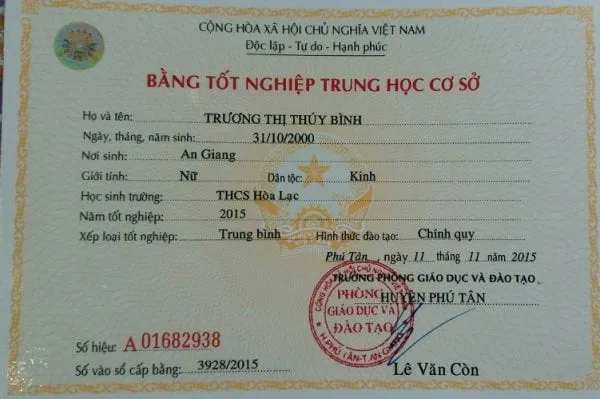 CỘNG HÒA XÃ HỘI CHỦ NGHĨA VIỆT NAM
Độc lập - Tự do - Hạnh phúc
BẰNG TỐT NGHIỆP TRUNG HỌC CƠ SỞ
Họ và tên: TRƯƠNG THỊ THÚY BÌNH
Ngày, tháng, năm sinh: 31/10/2000
Nơi sinh: An Giang
Giới tính: Nữ Dân tộc: Kinh
Học sinh trường: THCS Hòa Lạc
Năm tốt nghiệp: 2015
Xếp loại tốt nghiệp: Trung bình Hình thức đào tạo: Chính quy
Phú Tân, ngày 11 tháng 11 năm 2015
TRƯỞNG PHÒNG GIÁO DỤC VÀ ĐÀO TẠO
HUYỆN PHÚ TÂN
PHÒNG
GIÁO DỤC VÀ
ĐÀO TẠO
H.PHÚ TÂN-T.AN GIANG
Số hiệu: A 01682938
Số vào sổ cấp bằng: 3928/2015
Lê Văn Còn